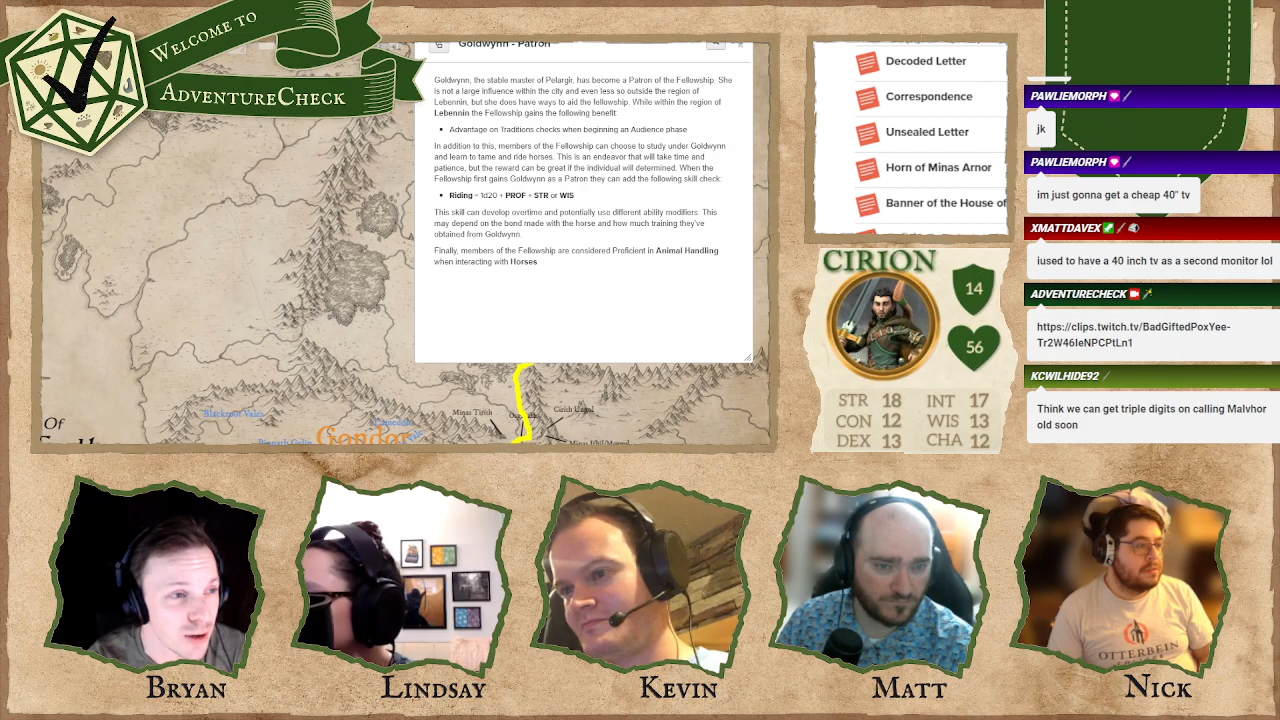 WELCOME TO
ADVENTURECHECK
Goldwynn - Patron
Goldwynn, the stable master of Pelargir, has become a Patron of the Fellowship. She
is not a large influence within the city and even less so outside the region of
Lebennin, but she does have ways to aid the fellowship. While within the region of
Lebennin the Fellowship gains the following benefit:
Advantage on Traditions checks when beginning an Audience phase
In addition to this, members of the Fellowship can choose to study under Goldwynn
and learn to tame and ride horses. This is an endeavor that will take time and
patience, but the reward can be great if the individual will determined. When the
Fellowship first gains Goldwynn as a Patron they can add the following skill check:
Riding = 1d20 + PROF + STR or WIS
This skill can develop overtime and potentially use different ability modifiers. This
may depend on the bond made with the horse and how much training they've
obtained from Goldwynn.
Finally, members of the Fellowship are considered Proficient in Animal Handling
when interacting with Horses
Blackroot Vale
Minas Tirith
Cirith Ungol
Of
Pinnath Gelin
Gondor
Minas Ithil/Morgul
Decoded Letter
Correspondence
Unsealed Letter
Horn of Minas Arnor
Banner of the House of
CIRION
14
56
STR 18 INT 17
CON 12 WIS 13
DEX 13 CHA 12
PAWLIEMORPH
jk
PAWLIEMORPH
im just gonna get a cheap 40" tv
XMATTDAVEX
iused to have a 40 inch tv as a second monitor lol
ADVENTURECHECK
https://clips.twitch.tv/BadGiftedPoxYee-
Tr2W46IeNPCPtLn1
KCWILHIDE92
Think we can get triple digits on calling Malvhor
old soon
OTTERBEIN
BRYAN
LINDSAY
KEVIN
MATT
NICK